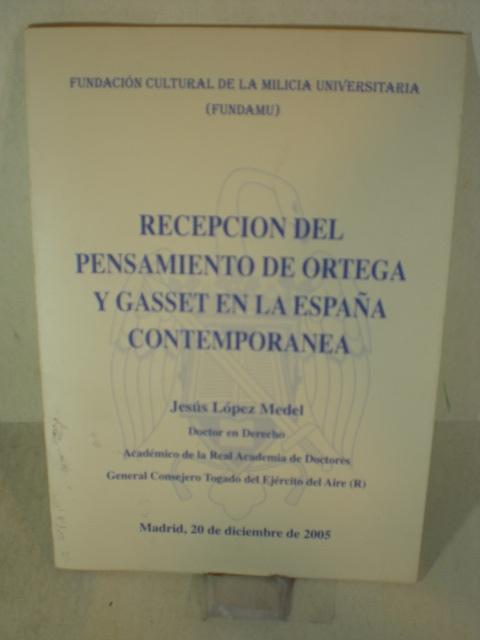 FUNDACIÓN CULTURAL DE LA MILICIA UNIVERSITARIA
(FUNDAMU)
RECEPCION DEL
PENSAMIENTO DE ORTEGA
Y GASSET EN LA ESPAÑA
CONTEMPORANEA
Jesús López Medel
Doctor en Derecho
Académico de la Real Academia de Doctores
General Consejero Togado del Ejército del Aire (R)
Madrid, 20 de diciembre de 2005